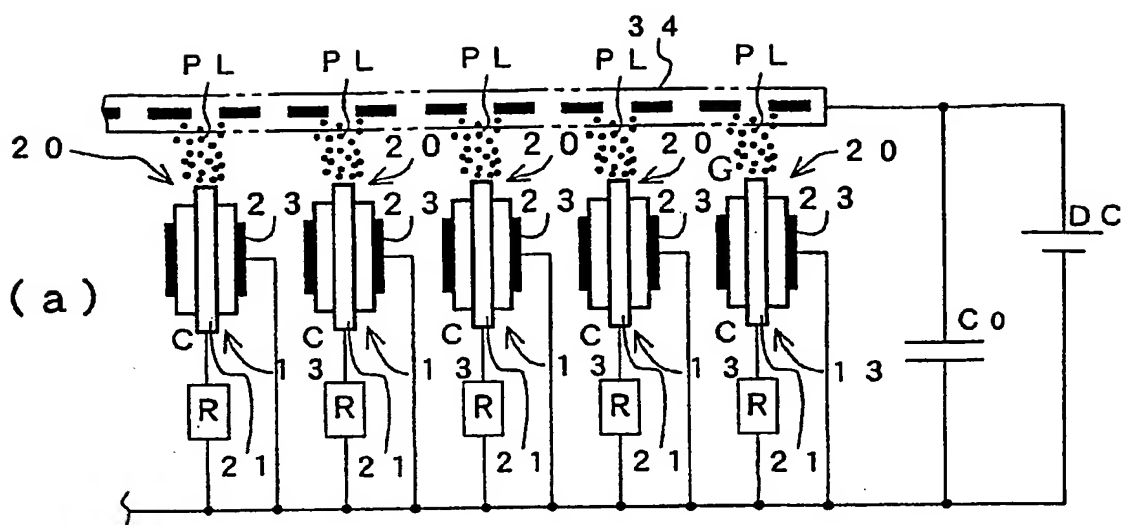 34
PL PL PL PL PL
20 20 20 20 20
G
23 23 23 23 23
DC
(a)
C0
C C C C C
13 13 13 13 13
R R R R R
21 21 21 21 21